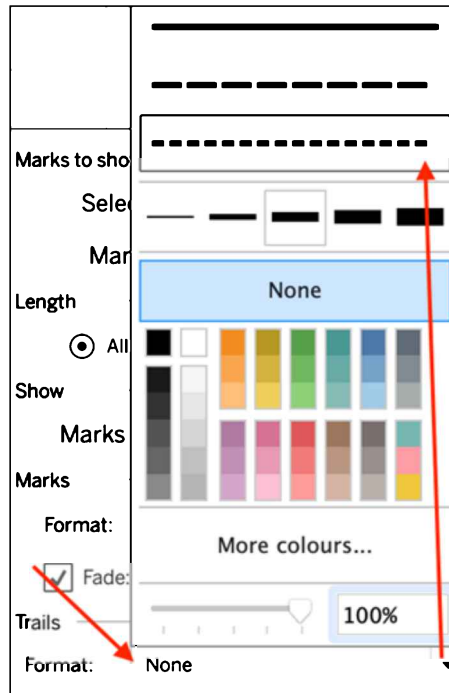 Marks to sho
Selec
Mar
None
Length
All
Show
Marks
Marks
Format:
More colours...
Fade:
100%
Trails
Format:
None